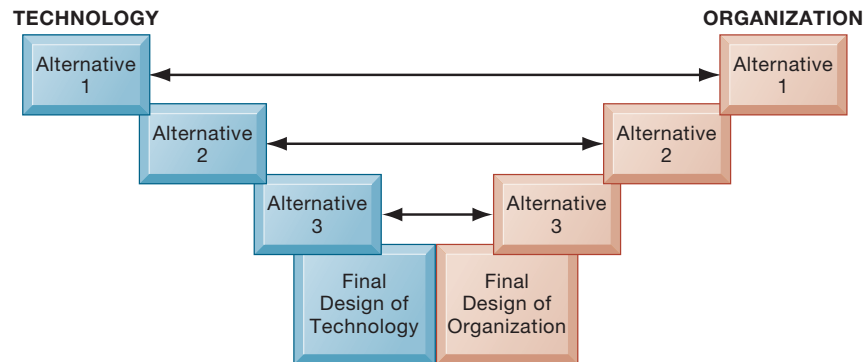 TECHNOLOGY
ORGANIZATION
Alternative
1
Alternative
1
Alternative
2
Alternative
2
Alternative
3
Alternative
3
Final
Design of
Technology
Final
Design of
Organization